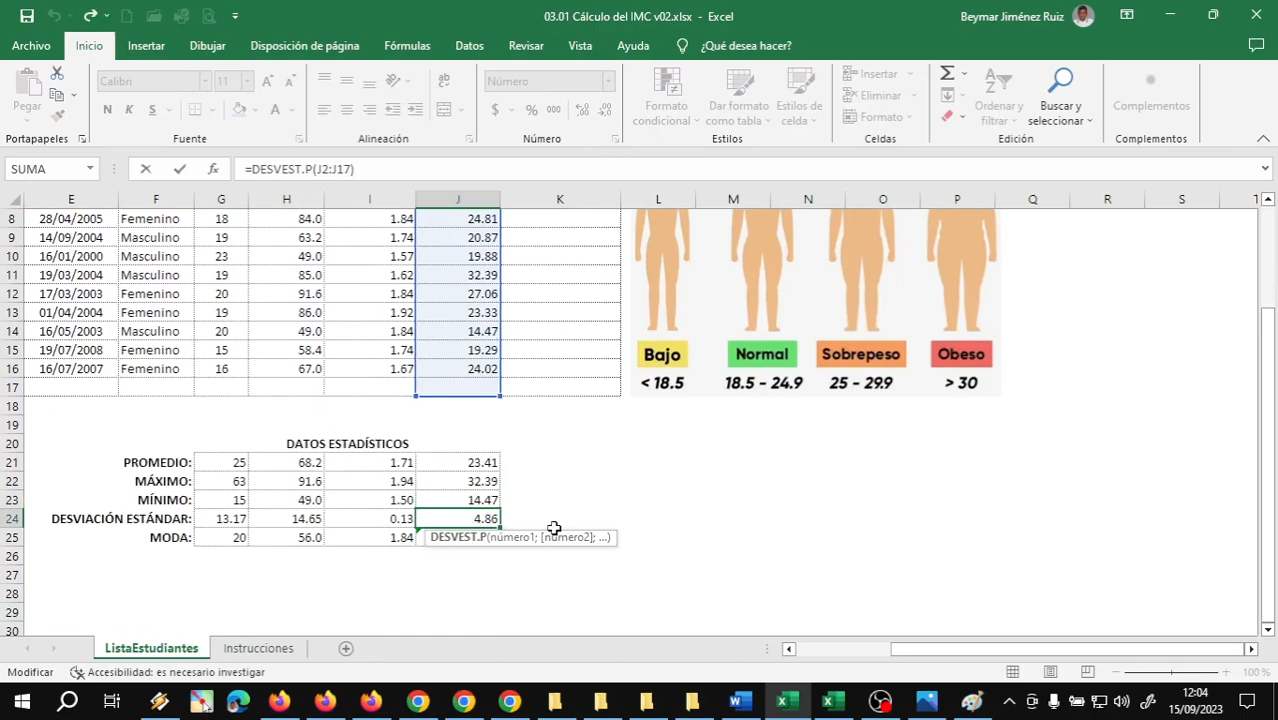 03.01 Cálculo del IMC v02.xlsx - Excel
Beymar Jiménez Ruiz
Archivo Inicio Insertar Dibujar Disposición de página Fórmulas Datos Revisar Vista Ayuda ¿Qué desea hacer?
Pegar
Calibri 11
N K S
Número
$ % 000
Formato condicional
Dar formato como tabla
Estilos de celda
Insertar
Eliminar
Formato
Ordenar y filtrar
Buscar y seleccionar
Complementos
Portapapeles Fuente Alineación Número Estilos Celdas Edición Complementos
SUMA fx =DESVEST.P(J2:J17)
E F G H I J K L M N O P Q R S T
8 28/04/2005 Femenino 18 84.0 1.84 24.81
9 14/09/2004 Masculino 19 63.2 1.74 20.87
10 16/01/2000 Masculino 23 49.0 1.57 19.88
11 19/03/2004 Masculino 19 85.0 1.62 32.39
12 17/03/2003 Femenino 20 91.6 1.84 27.06
13 01/04/2004 Femenino 19 86.0 1.92 23.33
14 16/05/2003 Masculino 20 49.0 1.84 14.47
15 19/07/2008 Femenino 15 58.4 1.74 19.29
16 16/07/2007 Femenino 16 67.0 1.67 24.02
17
Bajo Normal Sobrepeso Obeso
< 18.5 18.5 - 24.9 25 - 29.9 > 30
18
19
20 DATOS ESTADÍSTICOS
21 PROMEDIO: 25 68.2 1.71 23.41
22 MÁXIMO: 63 91.6 1.94 32.39
23 MÍNIMO: 15 49.0 1.50 14.47
24 DESVIACIÓN ESTÁNDAR: 13.17 14.65 0.13 4.86
25 MODA: 20 56.0 1.84
DESVEST.P(número1; [número2]; ...)
26
27
28
29
30
ListaEstudiantes Instrucciones
Modificar Accesibilidad: es necesario investigar 100 %
12:04
15/09/2023